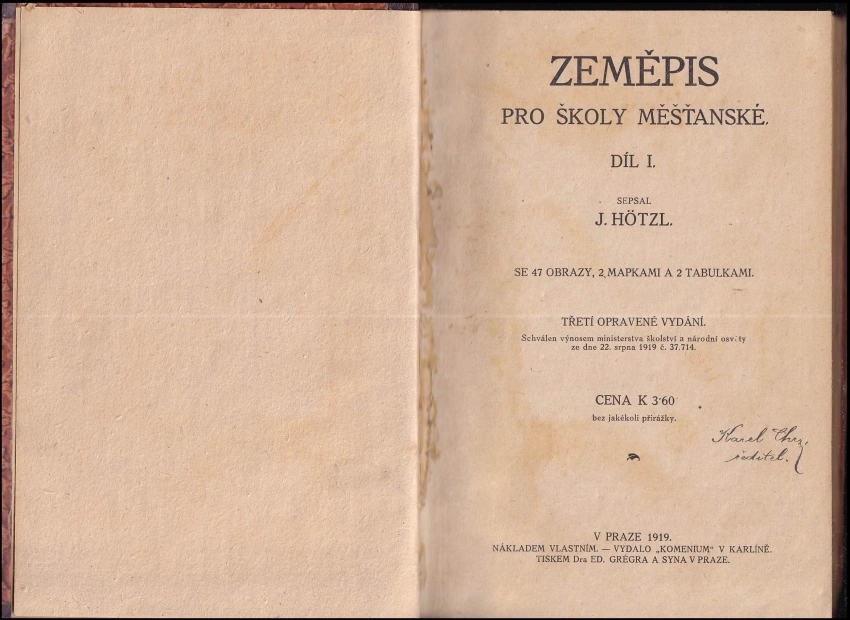 ZEMĚPIS
PRO ŠKOLY MĚŠŤANSKÉ.
DÍL I.
SEPSAL
J. HÖTZL.
SE 47 OBRAZY, 2 MAPKAMI A 2 TABULKAMI.
TŘETÍ OPRAVENÉ VYDÁNÍ.
Schválen výnosem ministerstva školství a národní osvěty
ze dne 22. srpna 1919 č. 37.714.
CENA K 3·60
bez jakékoli přirážky.
Karel
ředitel.
V PRAZE 1919.
NÁKLADEM VLASTNÍM. — VYDALO „KOMENIUM" V KARLÍNĚ.
TISKEM Dra ED. GRÉGRA A SYNA V PRAZE.